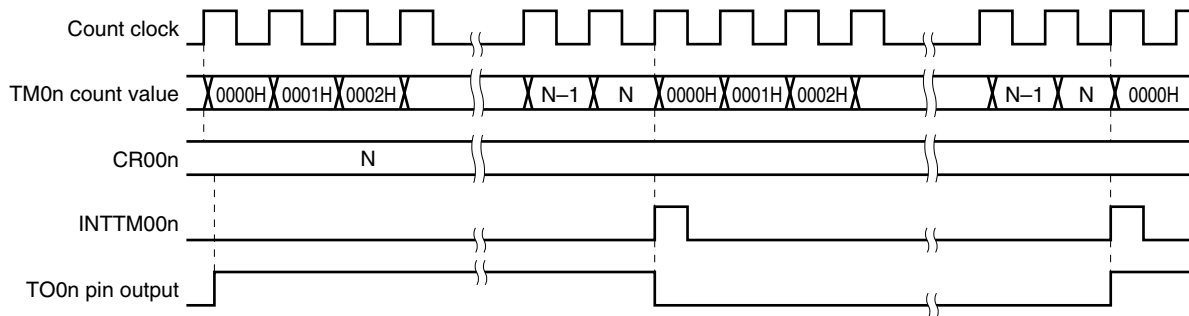 Count clock
TM0n count value 0000H 0001H 0002H N–1 N 0000H 0001H 0002H N–1 N 0000H
CR00n N
INTTM00n
TO0n pin output